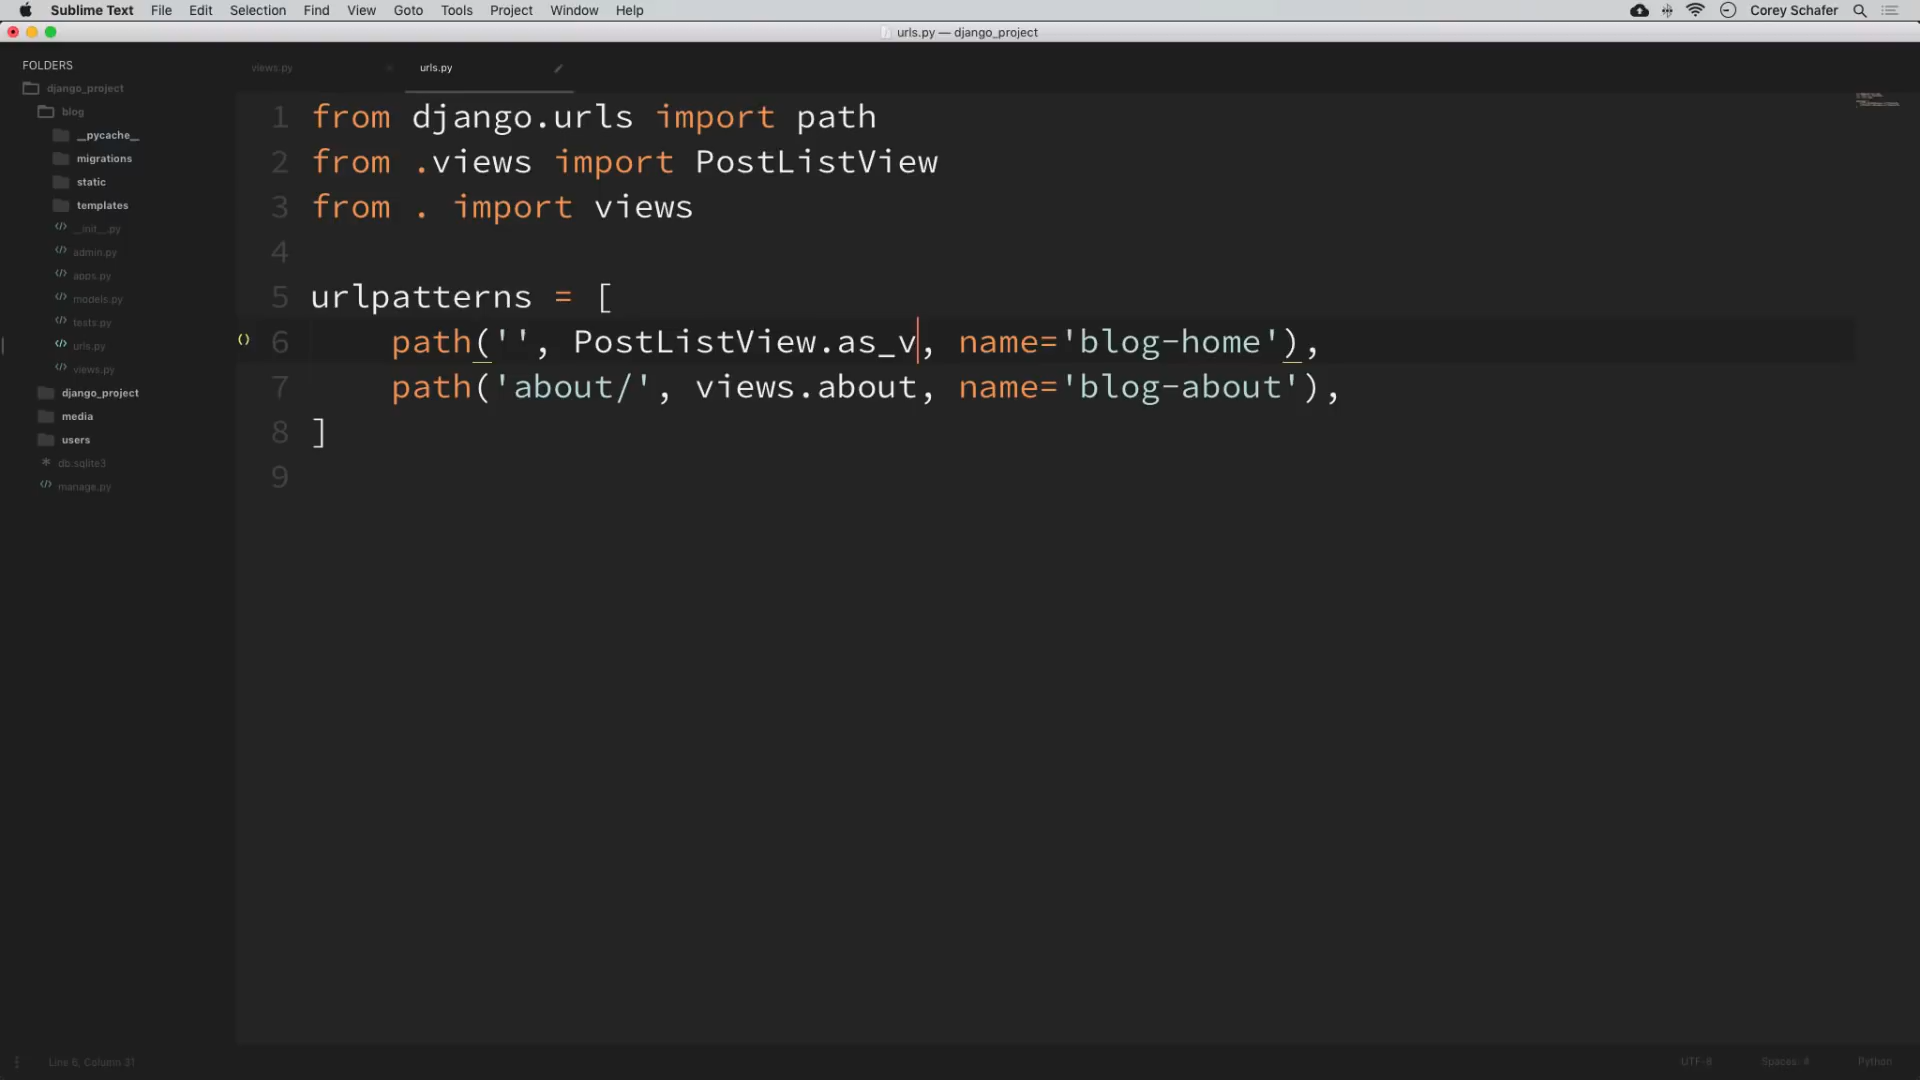 Sublime Text File Edit Selection Find View Goto Tools Project Window Help Corey Schafer
urls.py — django_project
FOLDERS
django_project
blog
__pycache__
migrations
static
templates
__init__.py
admin.py
apps.py
models.py
tests.py
urls.py
views.py
django_project
media
users
db.sqlite3
manage.py
views.py urls.py
1 from django.urls import path
2 from .views import PostListView
3 from . import views
4
5 urlpatterns = [
6 path('', PostListView.as_v, name='blog-home'),
7 path('about/', views.about, name='blog-about'),
8 ]
9
Line 6, Column 31 UTF-8 Spaces: 4 Python